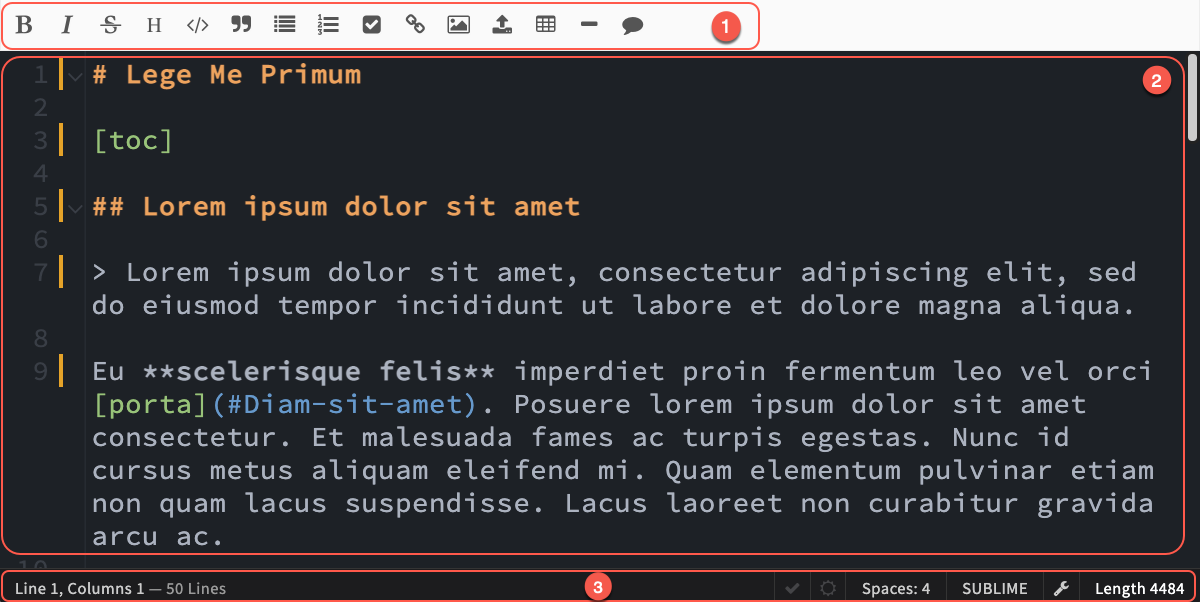 B I S H </>
1
1 # Lege Me Primum
2
2
3 [toc]
4
5 ## Lorem ipsum dolor sit amet
6
7 > Lorem ipsum dolor sit amet, consectetur adipiscing elit, sed
do eiusmod tempor incididunt ut labore et dolore magna aliqua.
8
9 Eu **scelerisque felis** imperdiet proin fermentum leo vel orci
[porta](#Diam-sit-amet). Posuere lorem ipsum dolor sit amet
consectetur. Et malesuada fames ac turpis egestas. Nunc id
cursus metus aliquam eleifend mi. Quam elementum pulvinar etiam
non quam lacus suspendisse. Lacus laoreet non curabitur gravida
arcu ac.
10
Line 1, Columns 1 — 50 Lines 3 Spaces: 4 SUBLIME Length 4484